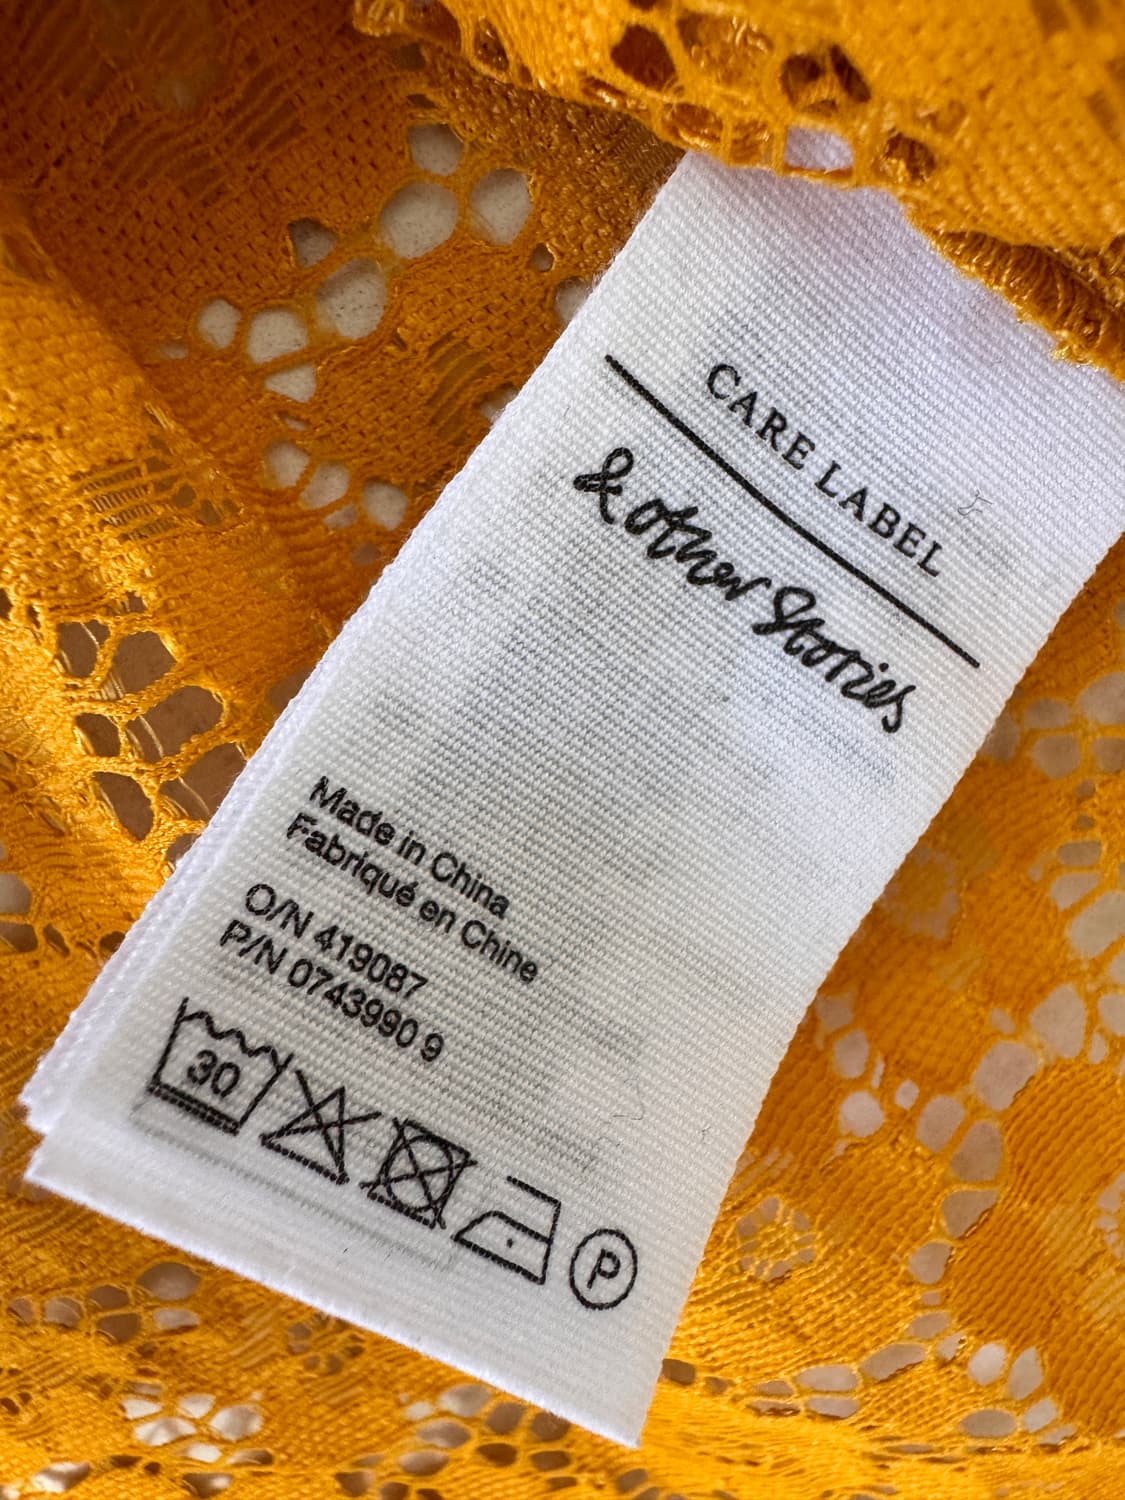 CARE LABEL
& other Stories
Made in China
Fabriqué en Chine
O/N 419087
P/N 0743990 9
30
P